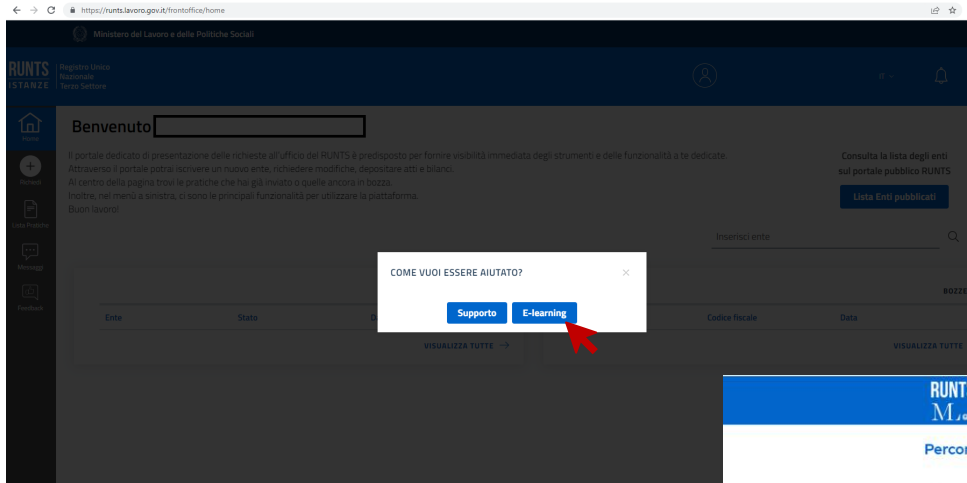 https://runts.lavoro.gov.it/frontoffice/home
Ministero del Lavoro e delle Politiche Sociali
RUNTS
ISTANZE
Registro Unico
Nazionale
Terzo Settore
Home
Benvenuto
Il portale dedicato di presentazione delle richieste all'ufficio del RUNTS è predisposto per fornire visibilità immediata degli strumenti e delle funzionalità a te dedicate.
Attraverso il portale potrai iscrivere un nuovo ente, richiedere modifiche, depositare atti e bilanci.
Al centro della pagina trovi le pratiche che hai già inviato o quelle ancora in bozza.
Inoltre, nel menù a sinistra, ci sono le principali funzionalità per utilizzare la piattaforma.
Buon lavoro!
Consulta la lista degli enti
sul portale pubblico RUNTS
Lista Enti pubblicati
Richiedi
Lista Pratiche
Messaggi
Feedback
Inserisci ente
COME VUOI ESSERE AIUTATO?
Supporto
E-learning
BOZZE
Ente
Stato
Codice fiscale
Data
VISUALIZZA TUTTE
VISUALIZZA TUTTE